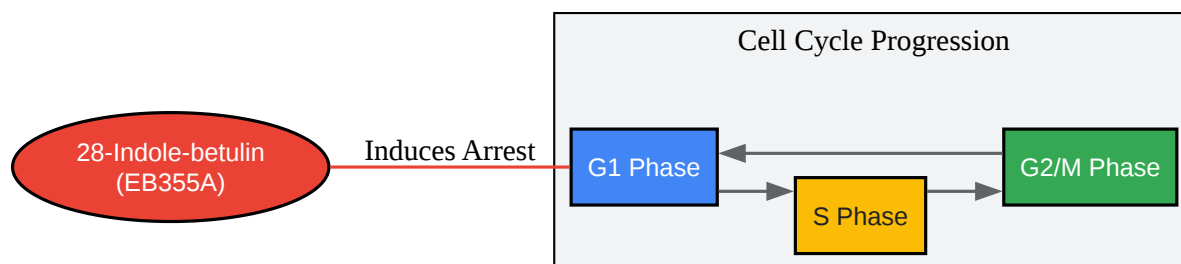 Cell Cycle Progression
28-Indole-betulin
(EB355A)
Induces Arrest
G1 Phase
S Phase
G2/M Phase